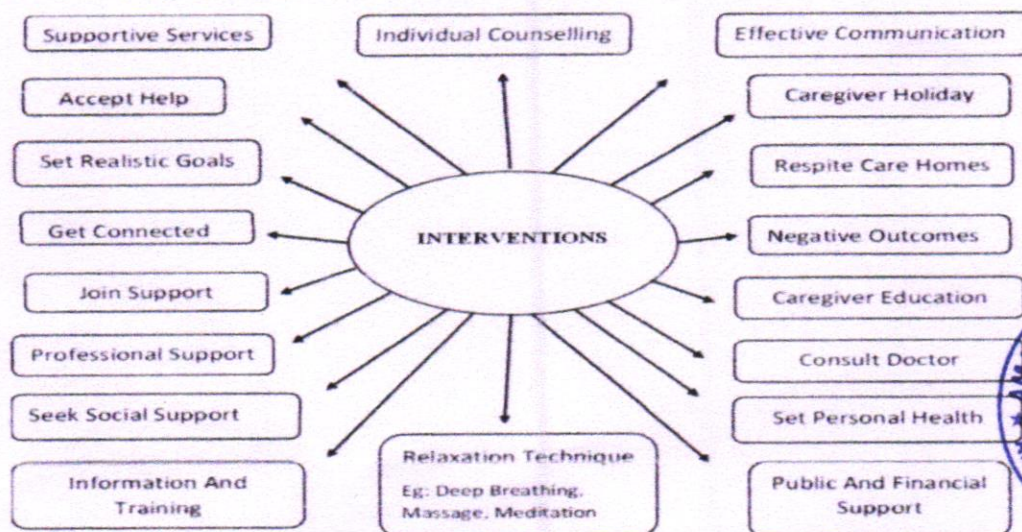 Supportive Services
Individual Counselling
Effective Communication
Accept Help
Caregiver Holiday
Set Realistic Goals
Respite Care Homes
Get Connected
INTERVENTIONS
Negative Outcomes
Join Support
Caregiver Education
Professional Support
Consult Doctor
Seek Social Support
Set Personal Health
Relaxation Technique
Eg: Deep Breathing,
Massage, Meditation
Information And
Training
Public And Financial
Support